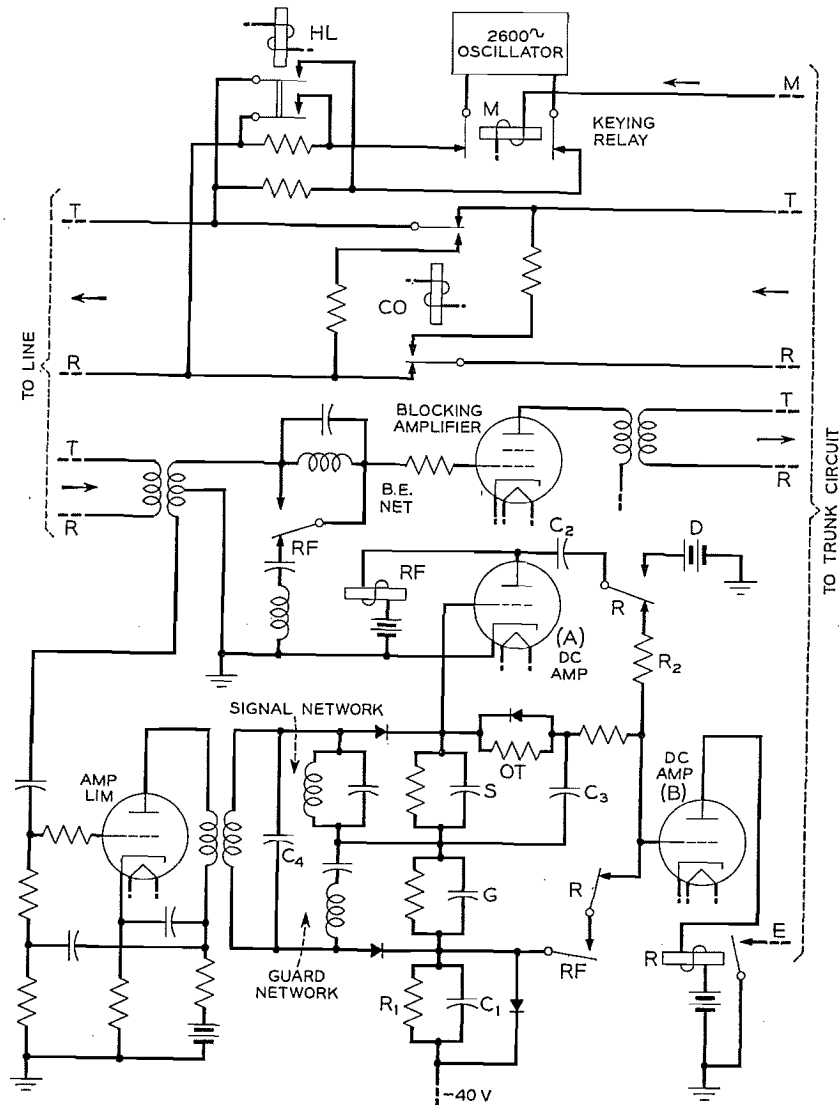 HL
2600~
OSCILLATOR
M
M
KEYING
RELAY
T
T
CO
TO LINE
R
R
BLOCKING
AMPLIFIER
T
T
B.E.
NET
R
R
TO TRUNK CIRCUIT
RF
C2
D
RF
R
(A)
DC
AMP
R2
SIGNAL NETWORK
OT
DC
AMP
(B)
AMP
LIM
S
C3
C4
G
R
E
GUARD
NETWORK
RF
R
R1
C1
-40 V